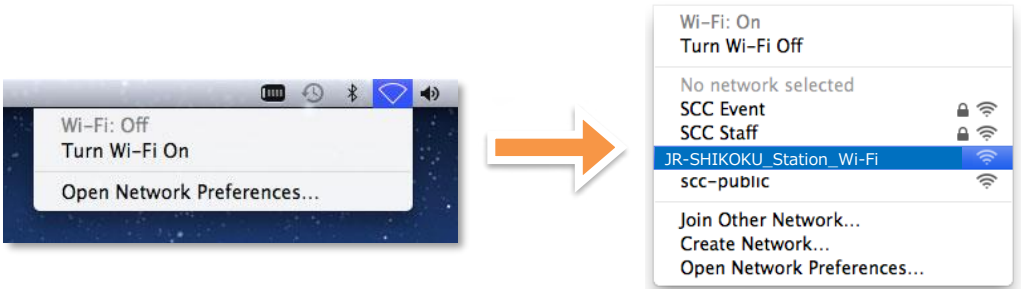 Wi-Fi: Off
Turn Wi-Fi On
Open Network Preferences...
Wi-Fi: On
Turn Wi-Fi Off
No network selected
SCC Event
SCC Staff
JR-SHIKOKU_Station_Wi-Fi
scc-public
Join Other Network...
Create Network...
Open Network Preferences...